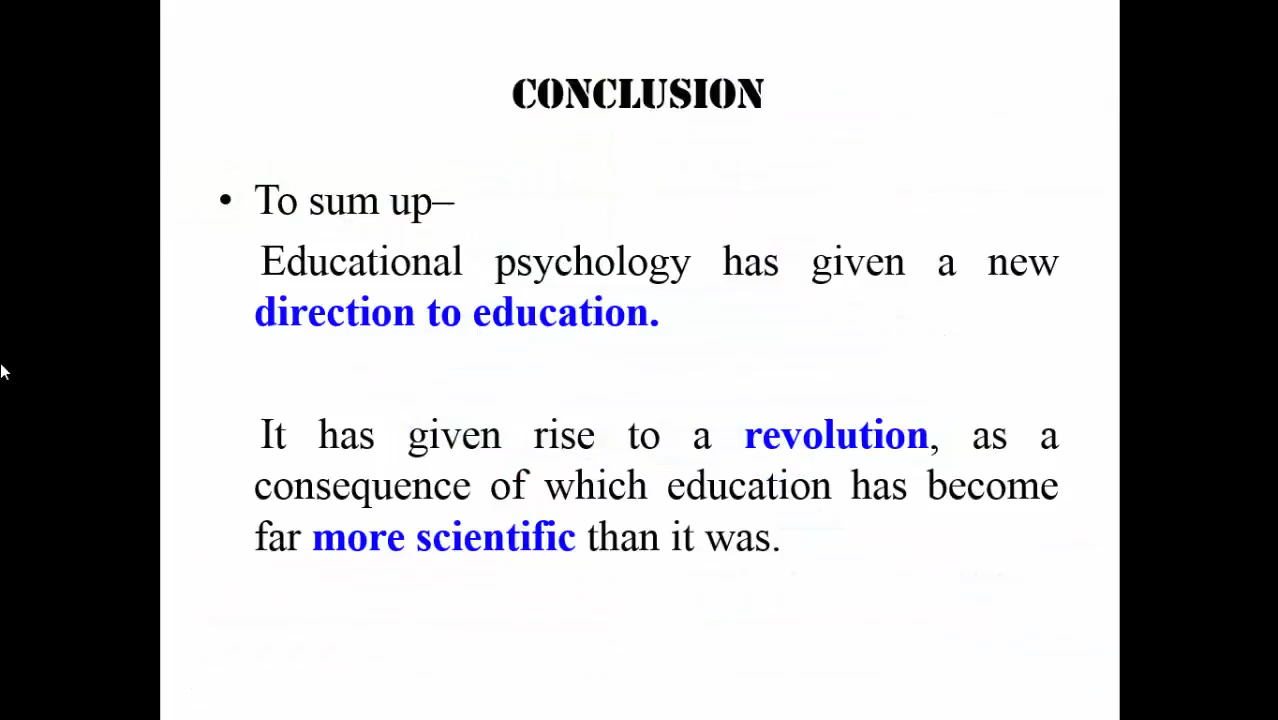 CONCLUSION
• To sum up–
Educational psychology has given a new
direction to education.
It has given rise to a revolution, as a
consequence of which education has become
far more scientific than it was.